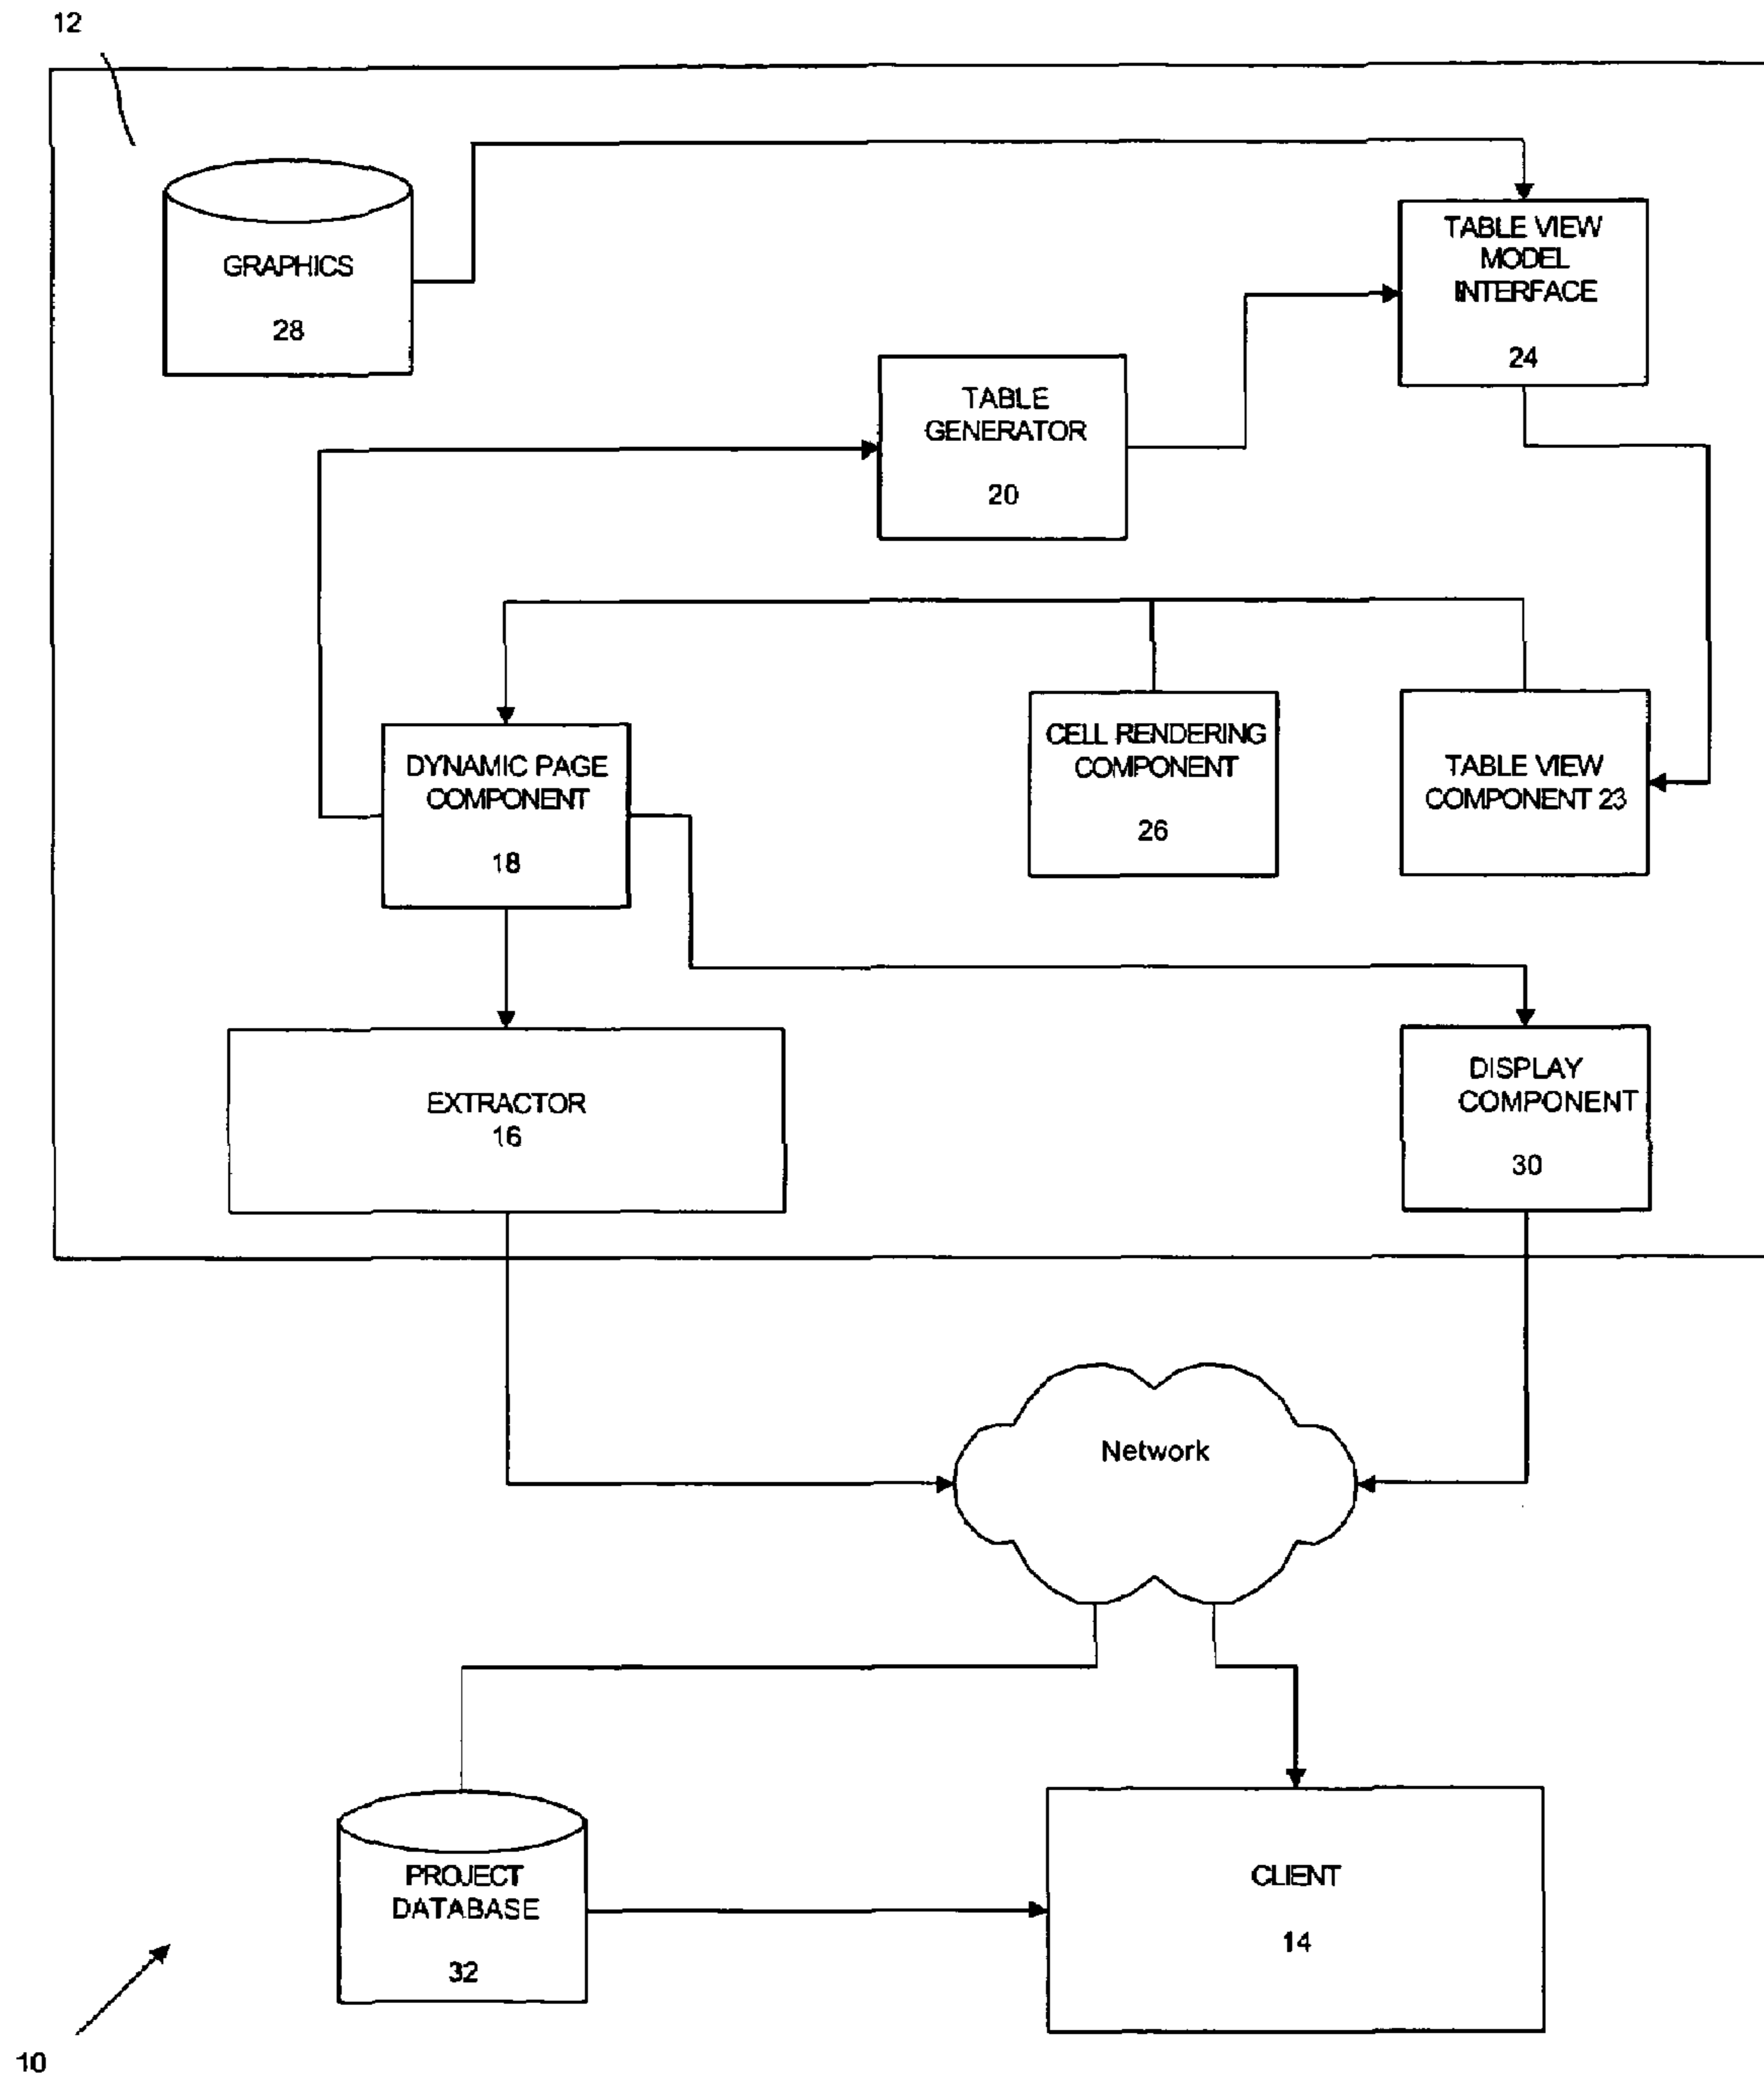 12
GRAPHICS
28
TABLE VIEW
MODEL
INTERFACE
24
TABLE
GENERATOR
20
DYNAMIC PAGE
COMPONENT
18
CELL RENDERING
COMPONENT
26
TABLE VIEW
COMPONENT 23
EXTRACTOR
16
DISPLAY
COMPONENT
30
Network
PROJECT
DATABASE
32
CLIENT
14
10